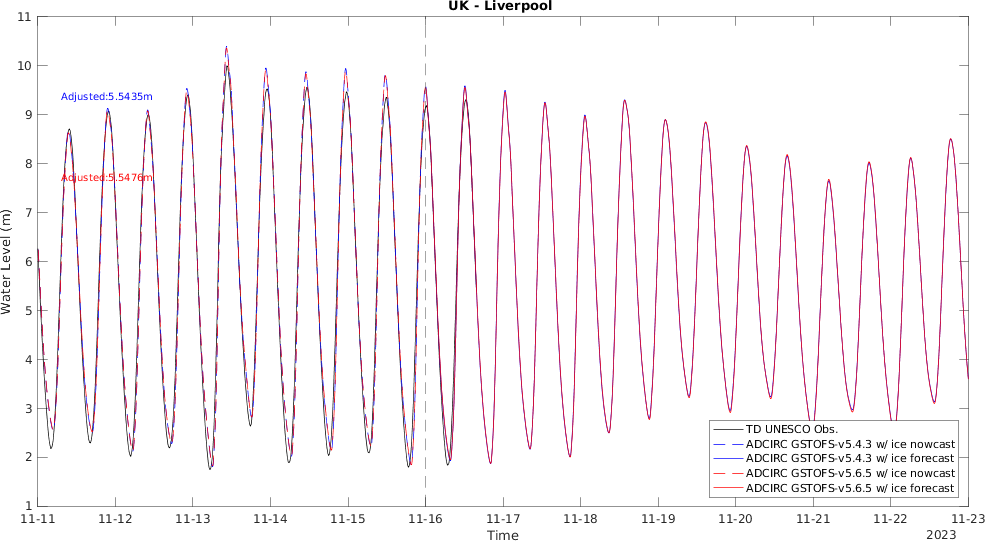 UK - Liverpool
11
10
9
8
7
6
5
4
3
2
1
Water Level (m)
Adjusted:5.5435m
Adjusted:5.5476m
TD UNESCO Obs.
ADCIRC GSTOFS-v5.4.3 w/ ice nowcast
ADCIRC GSTOFS-v5.4.3 w/ ice forecast
ADCIRC GSTOFS-v5.6.5 w/ ice nowcast
ADCIRC GSTOFS-v5.6.5 w/ ice forecast
11-11 11-12 11-13 11-14 11-15 11-16 11-17 11-18 11-19 11-20 11-21 11-22 11-23
Time
2023